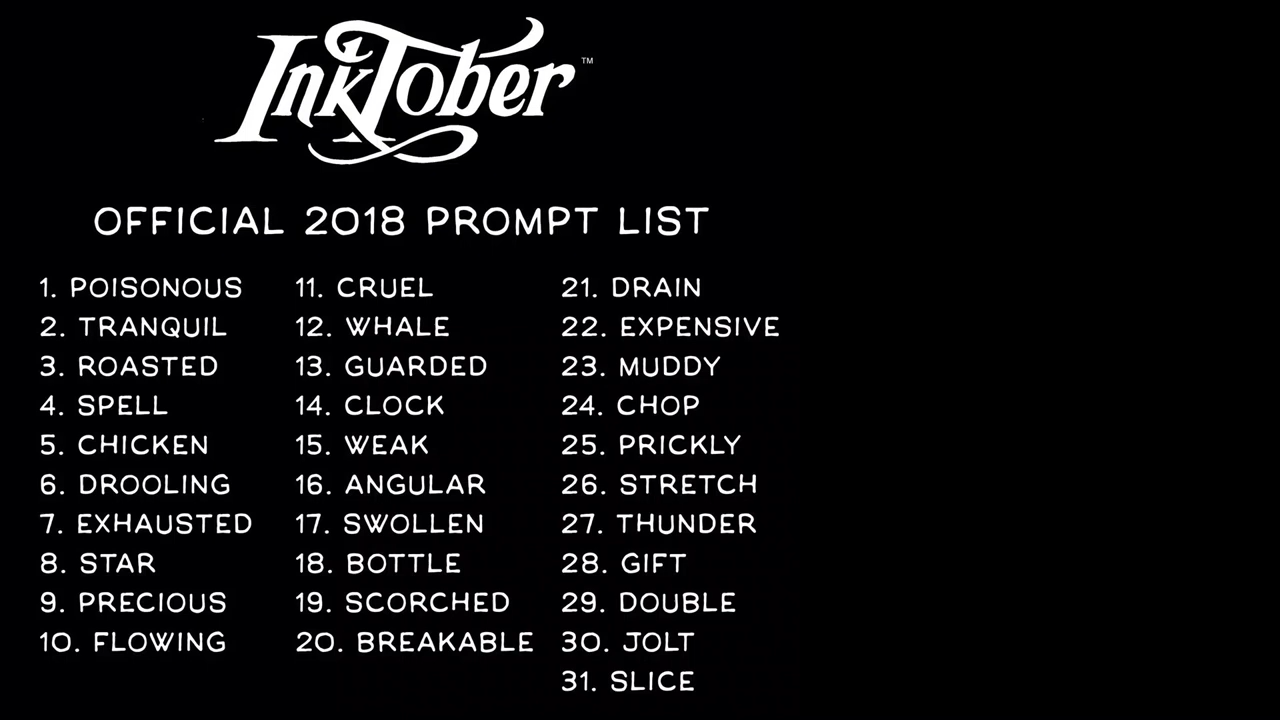 InkTober™
OFFICIAL 2018 PROMPT LIST
1. POISONOUS
2. TRANQUIL
3. ROASTED
4. SPELL
5. CHICKEN
6. DROOLING
7. EXHAUSTED
8. STAR
9. PRECIOUS
10. FLOWING
11. CRUEL
12. WHALE
13. GUARDED
14. CLOCK
15. WEAK
16. ANGULAR
17. SWOLLEN
18. BOTTLE
19. SCORCHED
20. BREAKABLE
21. DRAIN
22. EXPENSIVE
23. MUDDY
24. CHOP
25. PRICKLY
26. STRETCH
27. THUNDER
28. GIFT
29. DOUBLE
30. JOLT
31. SLICE